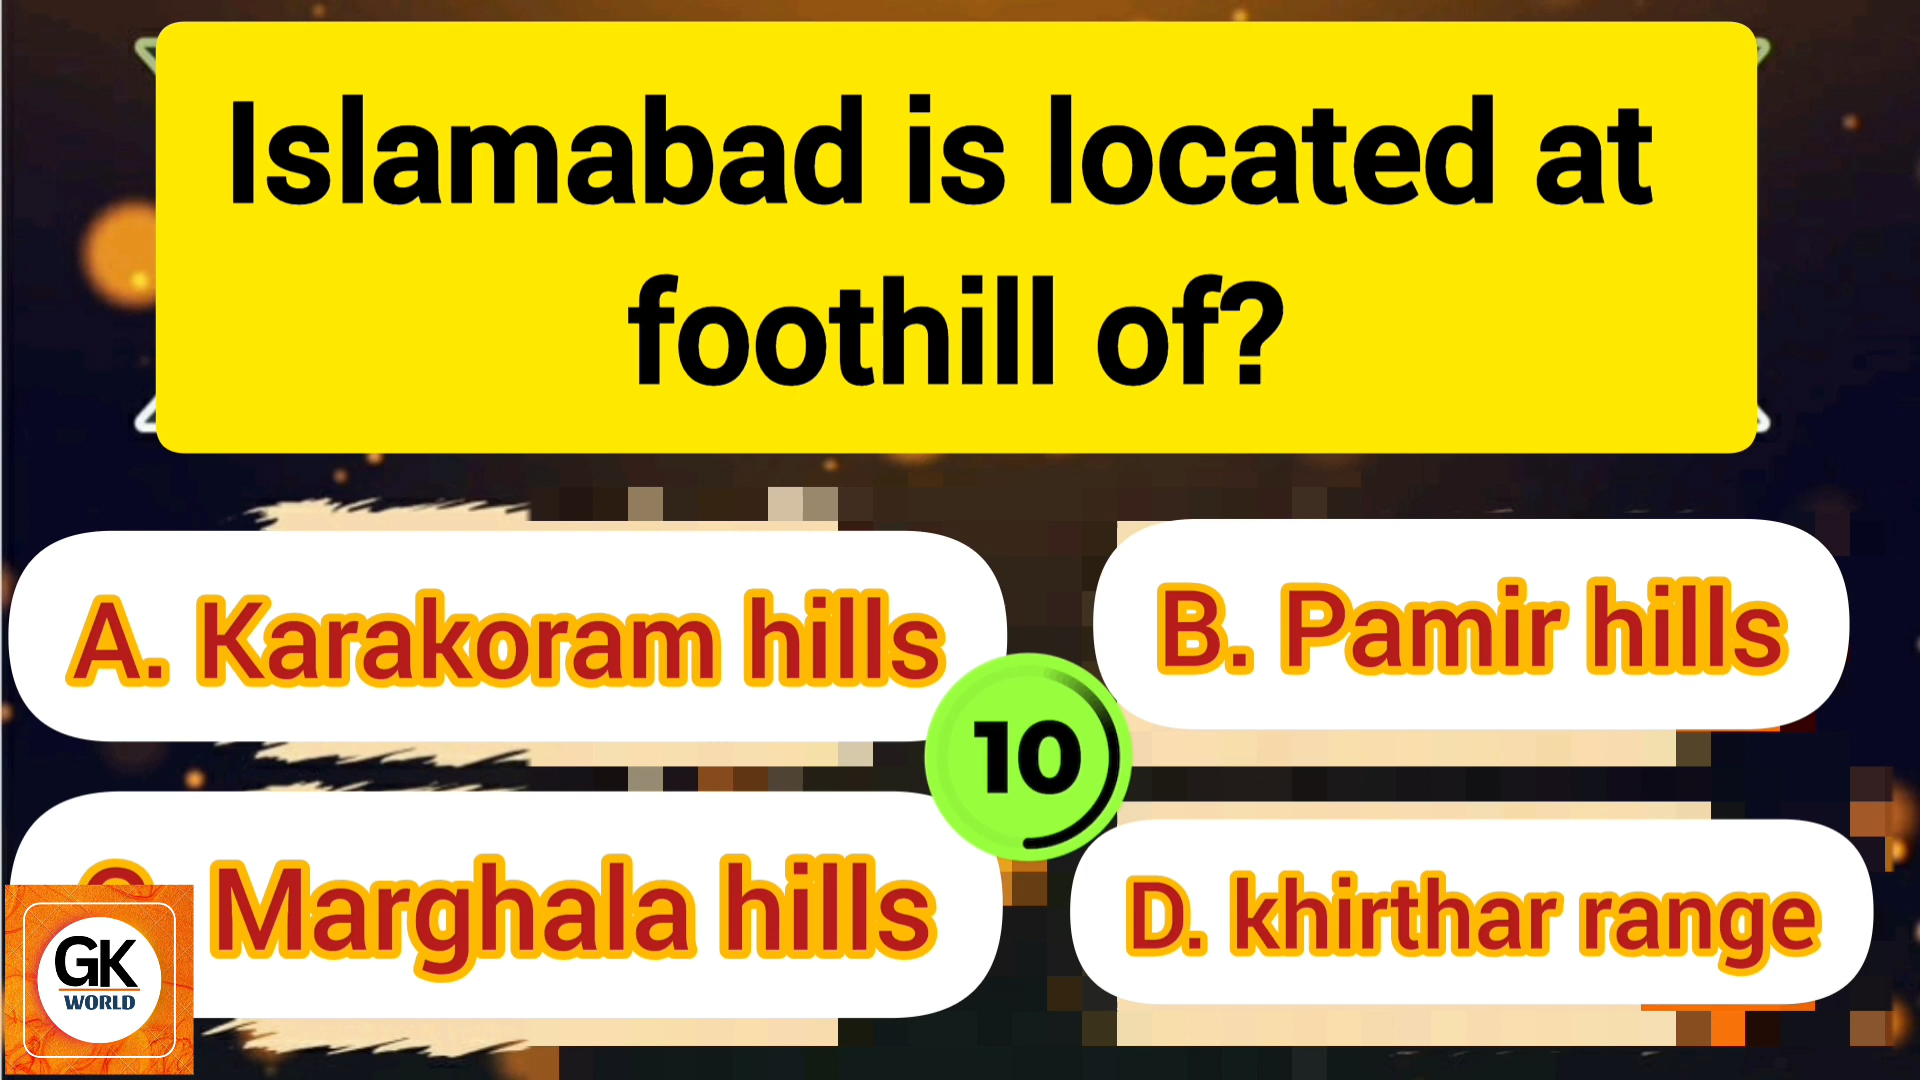 Islamabad is located at
foothill of?
A. Karakoram hills
B. Pamir hills
10
Marghala hills
D. khirthar range
GK
WORLD